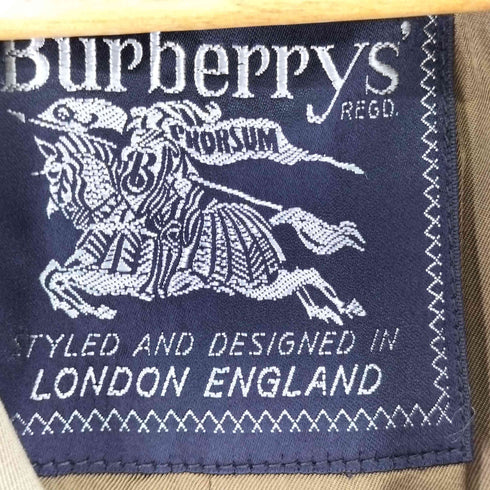 Burberrys'
REGD.
PRORSUM
B
STYLED AND DESIGNED IN
LONDON ENGLAND